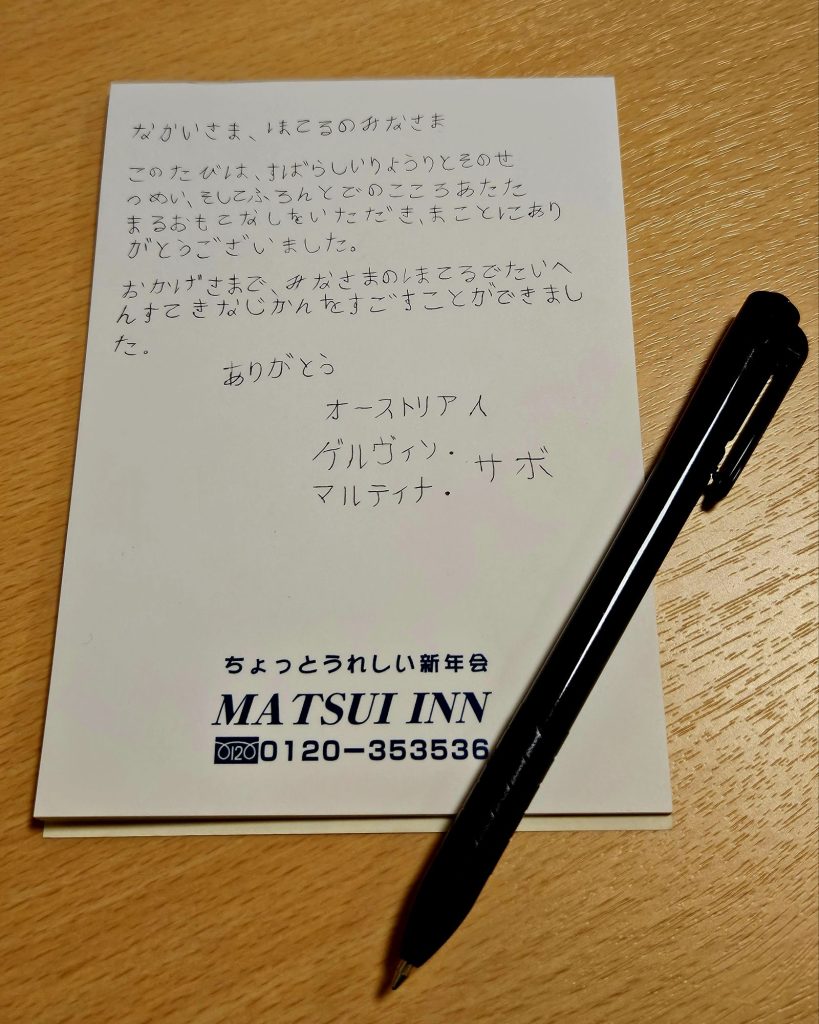 なかいさま、ほてるのみなさま
このたびは、すばらしいりょうりとそのせ
つめい、そしてふろんとでのこころあたた
まるおもてなしをいただき、まことにあり
がとうございました。
おかげさまで、みなさまのほてるでたいへ
んすてきなじかんをすごすことができまし
た。
ありがとう
オーストリア人
ゲルヴィン・
サボ
マルティナ・
ちょっとうれしい新年会
MATSUI INN
0120 0120-353536